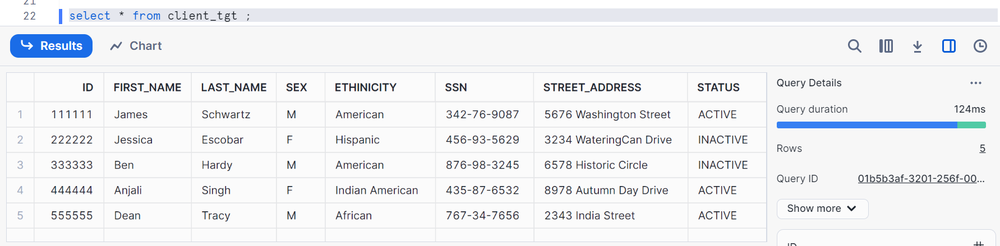 21
22 select * from client_tgt ;
Results Chart
ID FIRST_NAME LAST_NAME SEX ETHINICITY SSN STREET_ADDRESS STATUS
1 111111 James Schwartz M American 342-76-9087 5676 Washington Street ACTIVE
2 222222 Jessica Escobar F Hispanic 456-93-5629 3234 WateringCan Drive INACTIVE
3 333333 Ben Hardy M American 876-98-3245 6578 Historic Circle INACTIVE
4 444444 Anjali Singh F Indian American 435-87-6532 8978 Autumn Day Drive ACTIVE
5 555555 Dean Tracy M African 767-34-7656 2343 India Street ACTIVE
Query Details ...
Query duration 124ms
Rows 5
Query ID 01b5b3af-3201-256f-00...
Show more
ID #